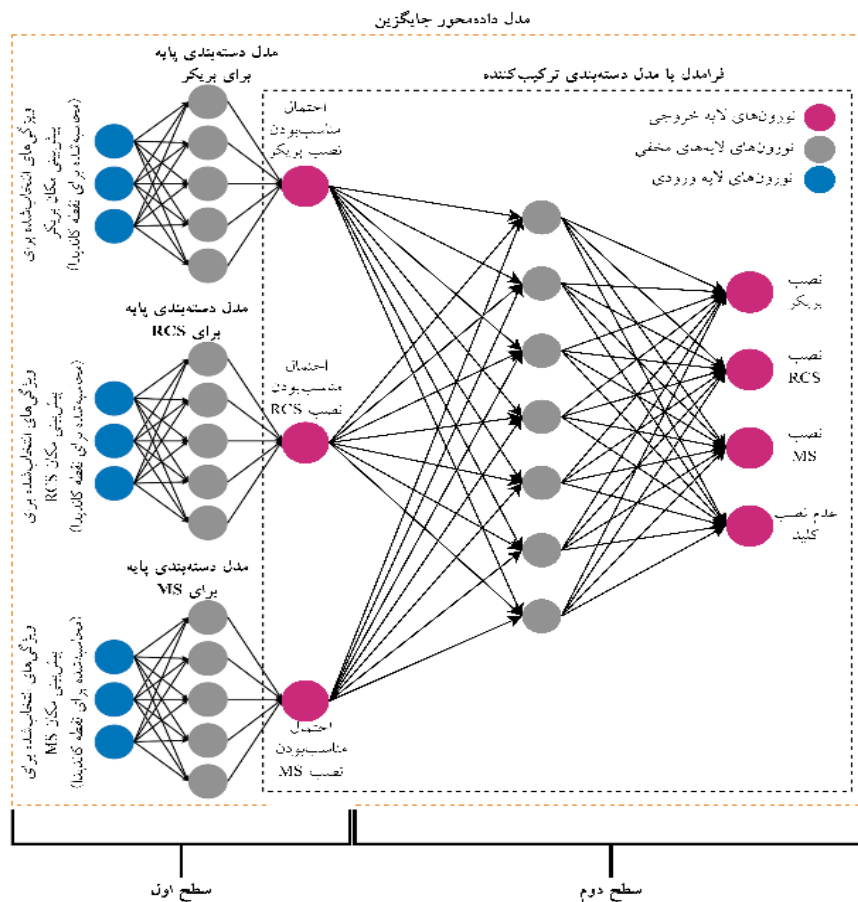 مدل داده‌محور جایگزین
مدل دسته‌بندی پایه
برای بریکر
ویژگی‌های انتخاب‌شده برای
پیش‌بینی مکان بریکر
(محاسبه‌شده برای نقطه کاندیدا)
احتمال
مناسب‌بودن
نصب بریکر
فرامدل یا مدل دسته‌بندی ترکیب‌کننده
نورون‌های لایه خروجی
نورون‌های لایه‌های مخفی
نورون‌های لایه ورودی
مدل دسته‌بندی پایه
برای RCS
ویژگی‌های انتخاب‌شده برای
پیش‌بینی مکان RCS
(محاسبه‌شده برای نقطه کاندیدا)
احتمال
مناسب‌بودن
نصب RCS
نصب
بریکر
نصب
RCS
نصب
MS
عدم نصب
کلید
مدل دسته‌بندی پایه
برای MS
ویژگی‌های انتخاب‌شده برای
پیش‌بینی مکان MS
(محاسبه‌شده برای نقطه کاندیدا)
احتمال
مناسب‌بودن
نصب MS
سطح اول
سطح دوم